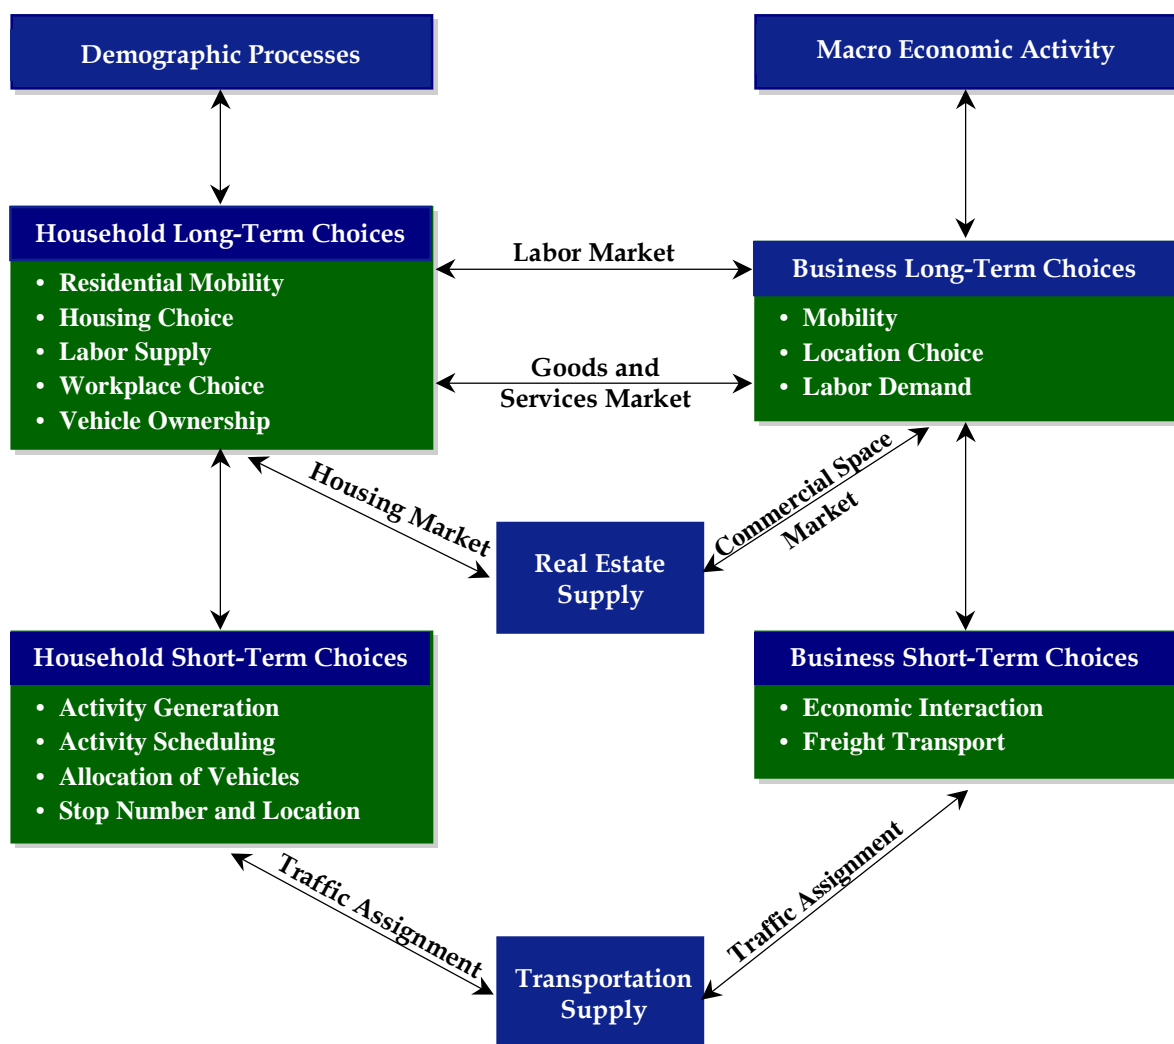 Demographic Processes
Macro Economic Activity
Household Long-Term Choices
• Residential Mobility
• Housing Choice
• Labor Supply
• Workplace Choice
• Vehicle Ownership
Labor Market
Goods and
Services Market
Business Long-Term Choices
• Mobility
• Location Choice
• Labor Demand
Housing Market
Commercial Space
Market
Real Estate
Supply
Household Short-Term Choices
• Activity Generation
• Activity Scheduling
• Allocation of Vehicles
• Stop Number and Location
Business Short-Term Choices
• Economic Interaction
• Freight Transport
Traffic Assignment
Traffic Assignment
Transportation
Supply